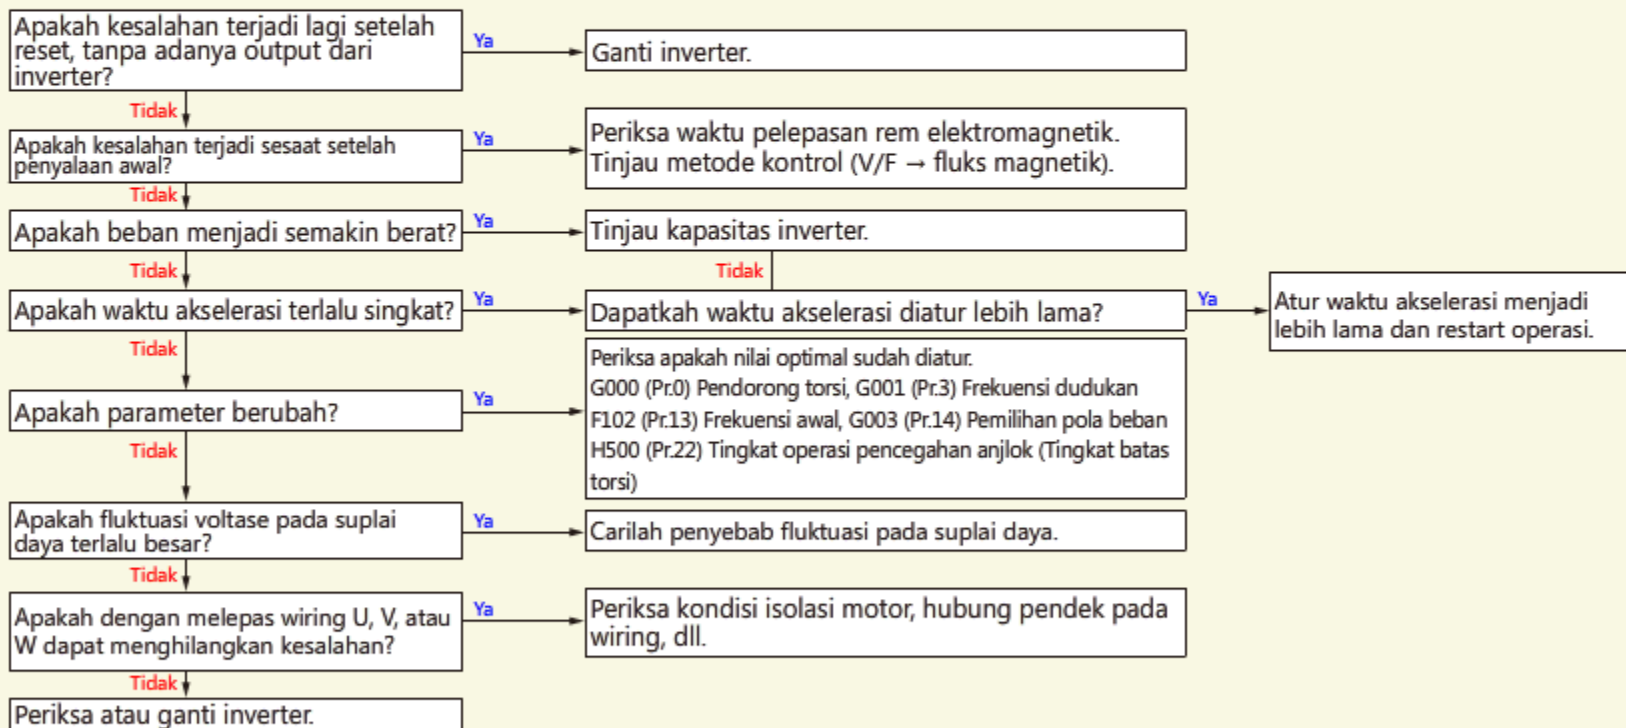 Apakah kesalahan terjadi lagi setelah
reset, tanpa adanya output dari
inverter?
Ya
Ganti inverter.
Tidak
Apakah kesalahan terjadi sesaat setelah
penyalaan awal?
Ya
Periksa waktu pelepasan rem elektromagnetik.
Tinjau metode kontrol (V/F → fluks magnetik).
Tidak
Apakah beban menjadi semakin berat?
Ya
Tinjau kapasitas inverter.
Tidak
Tidak
Apakah waktu akselerasi terlalu singkat?
Ya
Dapatkah waktu akselerasi diatur lebih lama?
Ya
Atur waktu akselerasi menjadi
lebih lama dan restart operasi.
Tidak
Apakah parameter berubah?
Ya
Periksa apakah nilai optimal sudah diatur.
G000 (Pr.0) Pendorong torsi, G001 (Pr.3) Frekuensi dudukan
F102 (Pr.13) Frekuensi awal, G003 (Pr.14) Pemilihan pola beban
H500 (Pr.22) Tingkat operasi pencegahan anjlok (Tingkat batas
torsi)
Tidak
Apakah fluktuasi voltase pada suplai
daya terlalu besar?
Ya
Carilah penyebab fluktuasi pada suplai daya.
Tidak
Apakah dengan melepas wiring U, V, atau
W dapat menghilangkan kesalahan?
Ya
Periksa kondisi isolasi motor, hubung pendek pada
wiring, dll.
Tidak
Periksa atau ganti inverter.